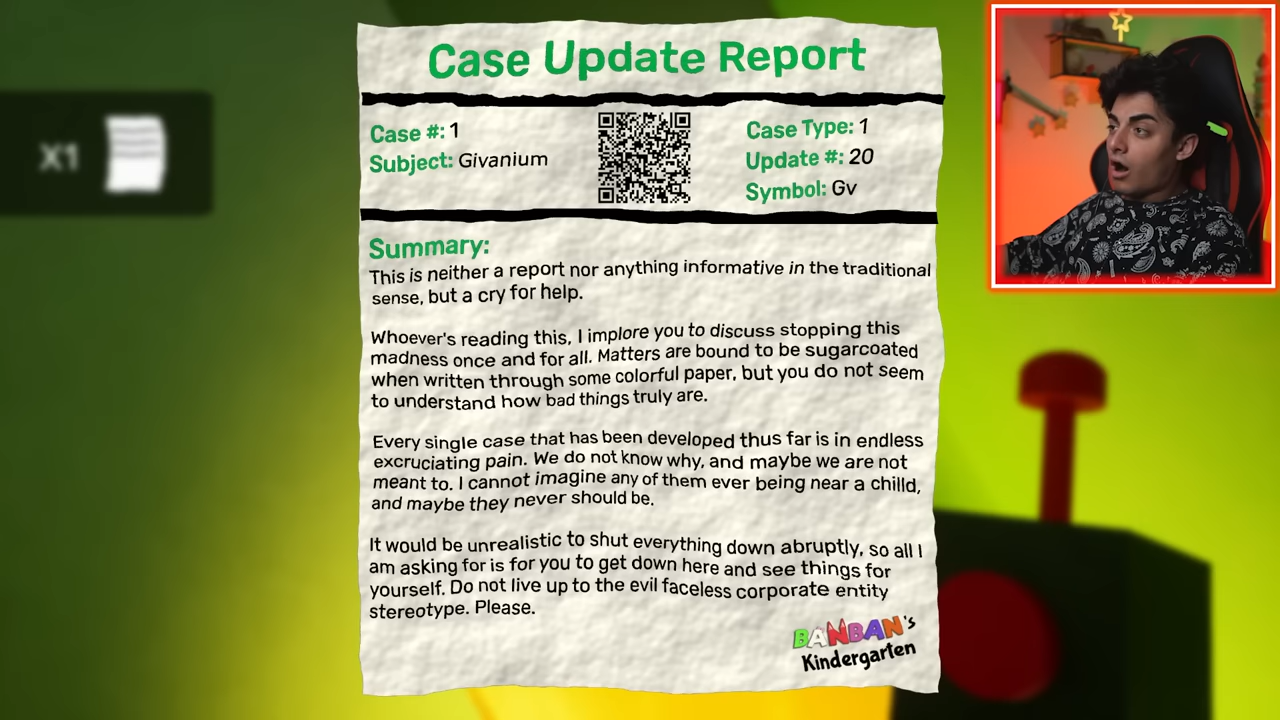 Case Update Report
X1
Case #: 1
Subject: Givanium
Case Type: 1
Update #: 20
Symbol: Gv
Summary:
This is neither a report nor anything informative in the traditional
sense, but a cry for help.
Whoever's reading this, I implore you to discuss stopping this
madness once and for all. Matters are bound to be sugarcoated
when written through some colorful paper, but you do not seem
to understand how bad things truly are.
Every single case that has been developed thus far is in endless
excruciating pain. We do not know why, and maybe we are not
meant to. I cannot imagine any of them ever being near a chilld,
and maybe they never should be.
It would be unrealistic to shut everything down abruptly, so all I
am asking for is for you to get down here and see things for
yourself. Do not live up to the evil faceless corporate entity
stereotype. Please.
BANBAN's
Kindergarten